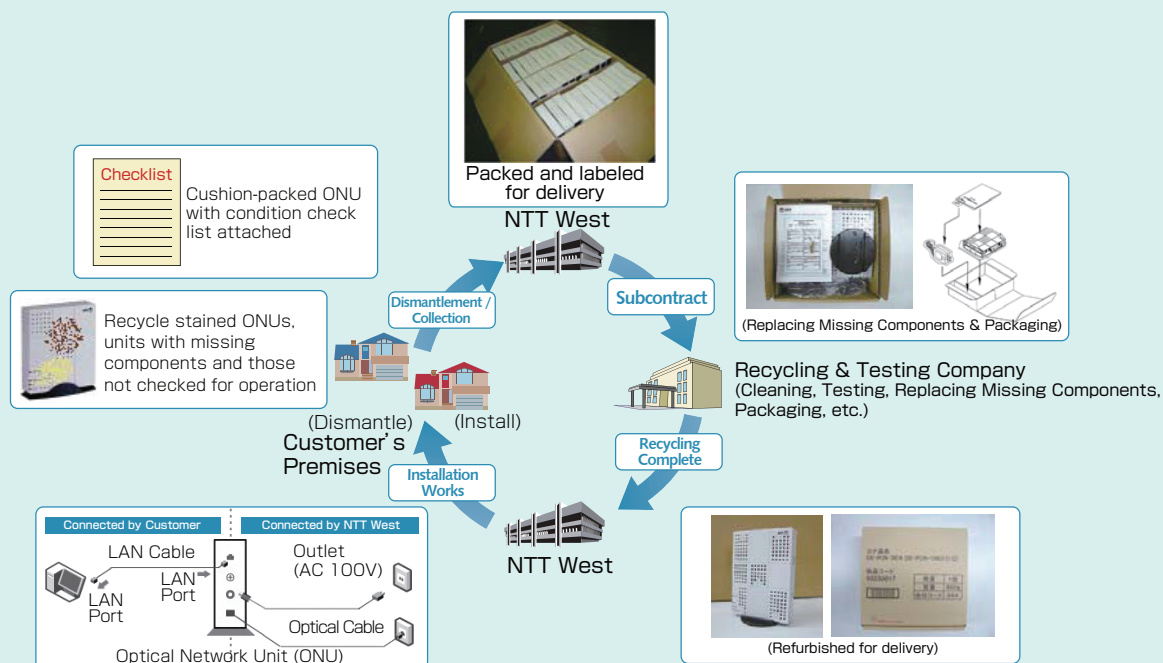 Packed and labeled
for delivery
NTT West
Checklist
Cushion-packed ONU
with condition check
list attached
Dismantlement /
Collection
Subcontract
(Replacing Missing Components & Packaging)
Recycle stained ONUs,
units with missing
components and those
not checked for operation
Recycling & Testing Company
(Cleaning, Testing, Replacing Missing Components,
Packaging, etc.)
(Dismantle)
(Install)
Customer's
Premises
Recycling
Complete
Installation
Works
NTT West
Connected by Customer
Connected by NTT West
LAN Cable
LAN
Port
LAN
Port
Outlet
(AC 100V)
Optical Cable
Optical Network Unit (ONU)
(Refurbished for delivery)